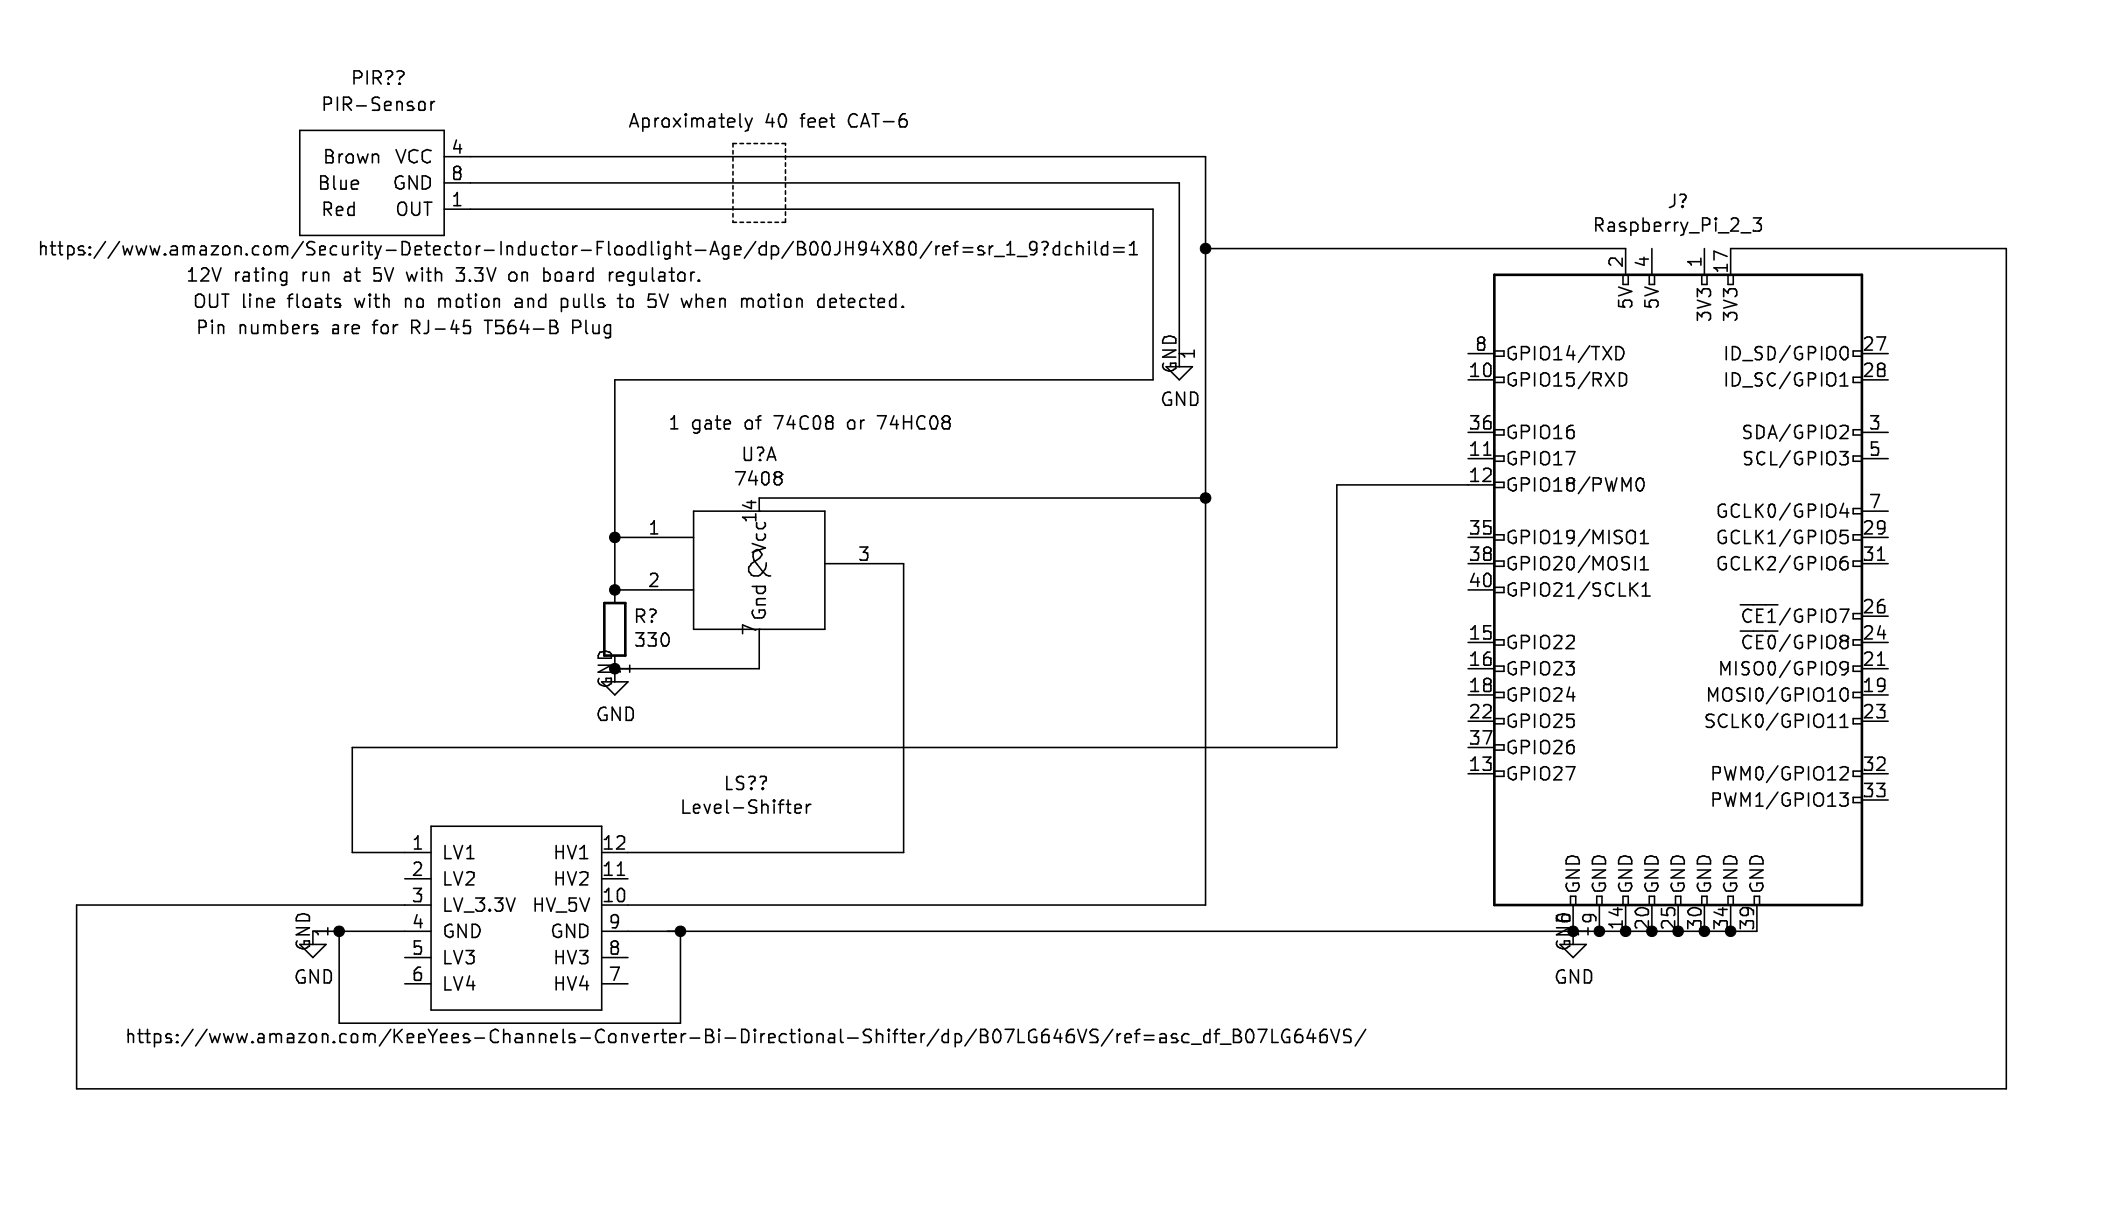 PIR??
PIR-Sensor
Aproximately 40 feet CAT-6
Brown VCC 4
Blue GND 8
Red OUT 1
https://www.amazon.com/Security-Detector-Inductor-Floodlight-Age/dp/B00JH94X80/ref=sr_1_9?dchild=1
12V rating run at 5V with 3.3V on board regulator.
OUT line floats with no motion and pulls to 5V when motion detected.
Pin numbers are for RJ-45 T564-B Plug
GND 1
GND
1 gate of 74C08 or 74HC08
U?A
7408
14
Vcc
&
Gnd
7
1
2
3
R?
330
GND 1
GND
LS??
Level-Shifter
1 LV1 HV1 12
2 LV2 HV2 11
3 LV_3.3V HV_5V 10
4 GND GND 9
5 LV3 HV3 8
6 LV4 HV4 7
GND 1
GND
https://www.amazon.com/KeeYees-Channels-Converter-Bi-Directional-Shifter/dp/B07LG646VS/ref=asc_df_B07LG646VS/
J?
Raspberry_Pi_2_3
2 4 1 17
5V 5V 3V3 3V3
8 GPIO14/TXD ID_SD/GPIO0 27
10 GPIO15/RXD ID_SC/GPIO1 28
36 GPIO16 SDA/GPIO2 3
11 GPIO17 SCL/GPIO3 5
12 GPIO18/PWM0
GCLK0/GPIO4 7
35 GPIO19/MISO1 GCLK1/GPIO5 29
38 GPIO20/MOSI1 GCLK2/GPIO6 31
40 GPIO21/SCLK1
CE1/GPIO7 26
15 GPIO22 CE0/GPIO8 24
16 GPIO23 MISO0/GPIO9 21
18 GPIO24 MOSI0/GPIO10 19
22 GPIO25 SCLK0/GPIO11 23
37 GPIO26
13 GPIO27 PWM0/GPIO12 32
PWM1/GPIO13 33
GND GND GND GND GND GND GND GND
6 9 14 20 25 30 34 39
GND 1
GND